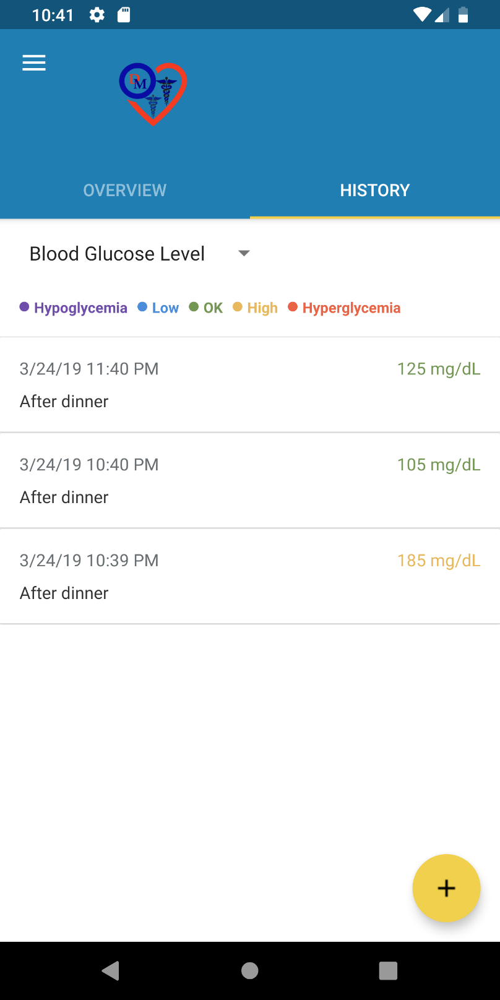 10:41
DM
OVERVIEW HISTORY
Blood Glucose Level
Hypoglycemia Low OK High Hyperglycemia
3/24/19 11:40 PM 125 mg/dL
After dinner
3/24/19 10:40 PM 105 mg/dL
After dinner
3/24/19 10:39 PM 185 mg/dL
After dinner
+